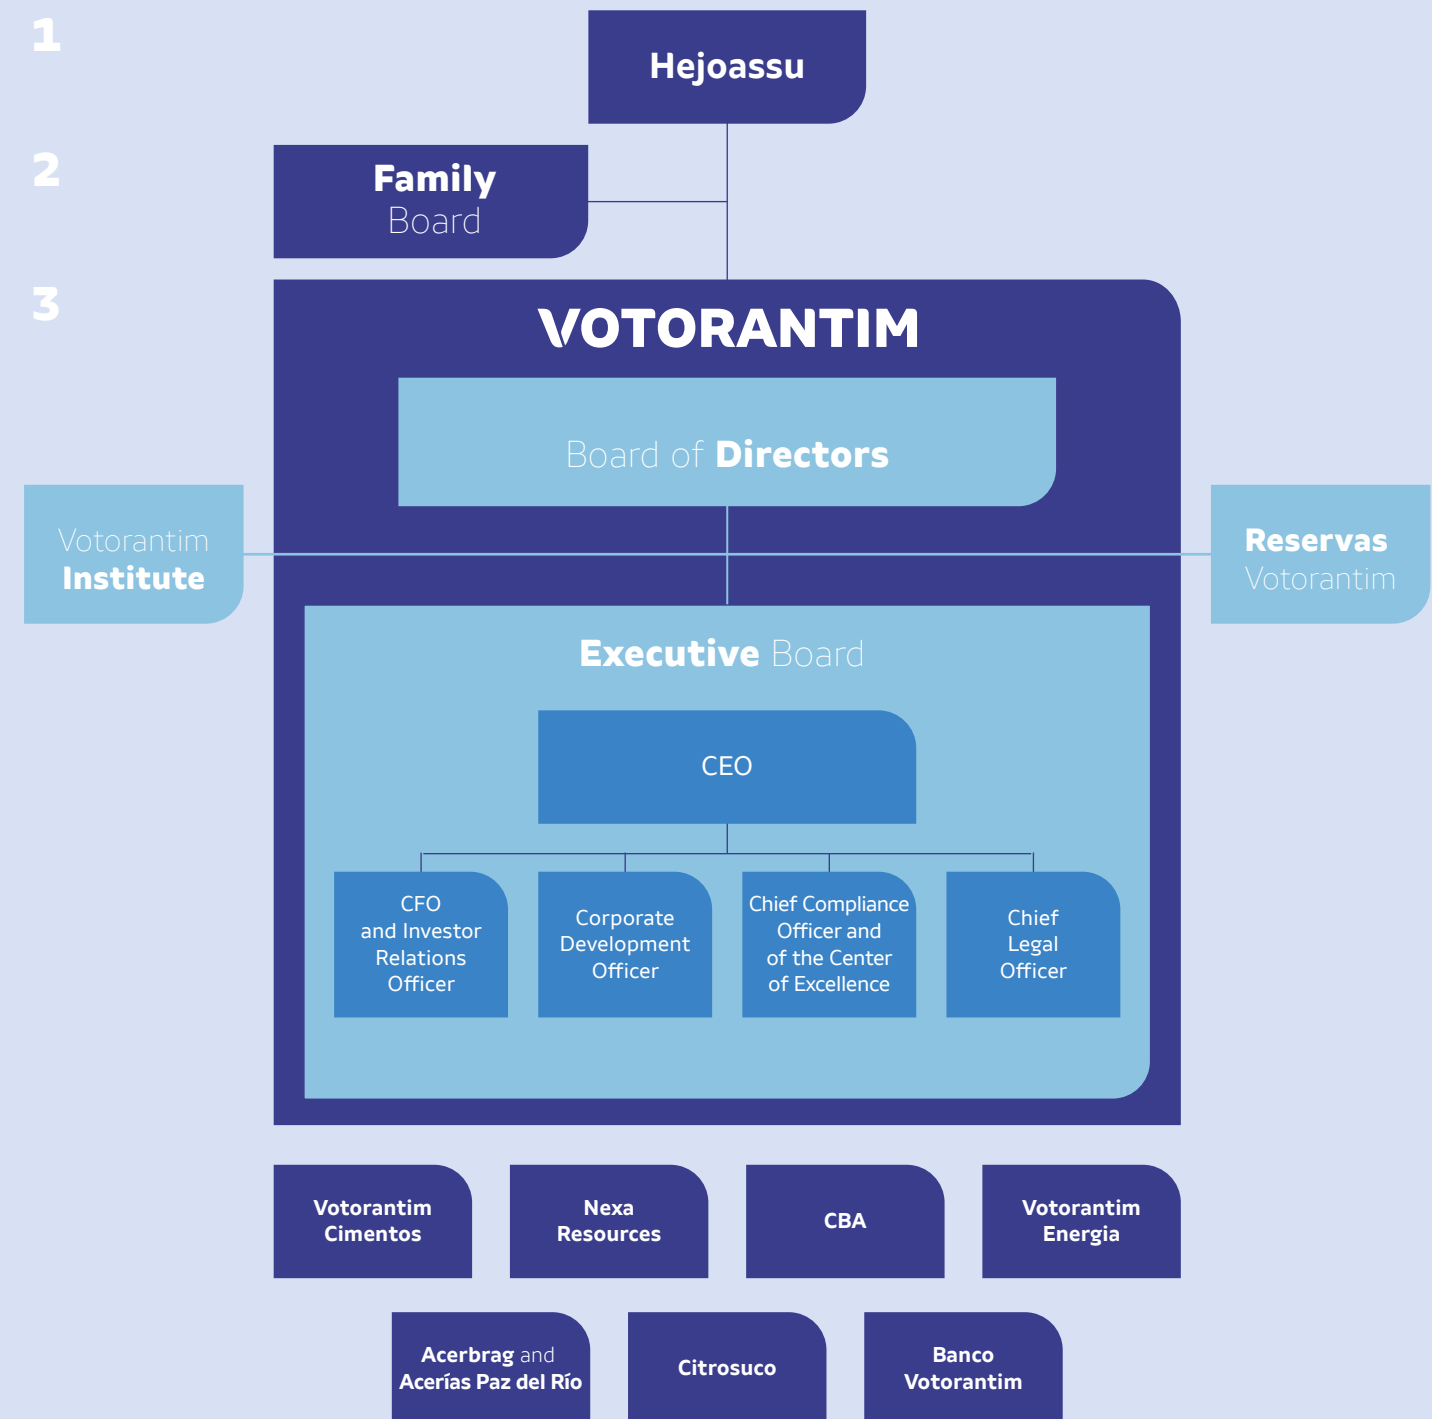 1
Hejoassu
2
Family
Board
3
VOTORANTIM
Board of Directors
Votorantim
Institute
Reservas
Votorantim
Executive Board
CEO
CFO
and Investor
Relations
Officer
Corporate
Development
Officer
Chief Compliance
Officer and
of the Center
of Excellence
Chief
Legal
Officer
Votorantim
Cimentos
Nexa
Resources
CBA
Votorantim
Energia
Acerbrag and
Acerías Paz del Río
Citrosuco
Banco
Votorantim